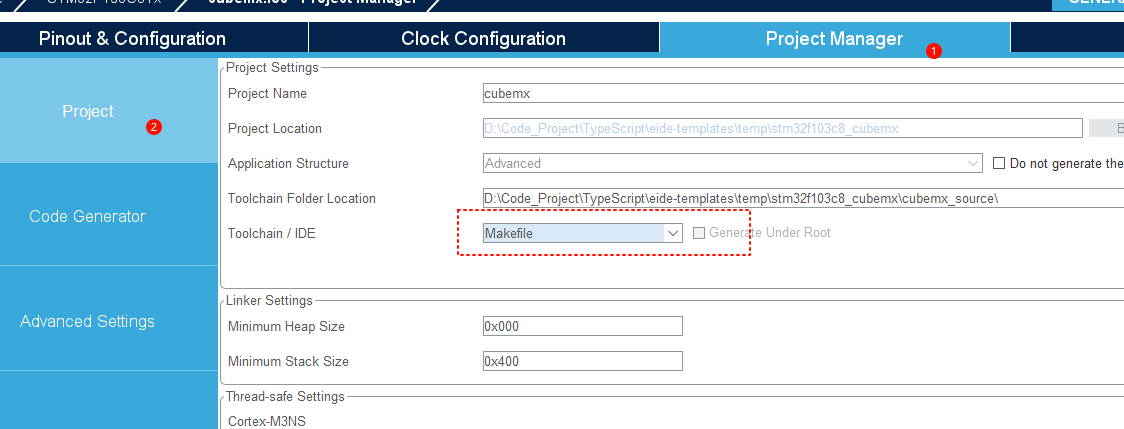 cubemx.ioc - Project Manager
GENERA
Pinout & Configuration
Clock Configuration
Project Manager
1
Project
2
Code Generator
Advanced Settings
Project Settings
Project Name
cubemx
Project Location
D:\Code_Project\TypeScript\eide-templates\temp\stm32f103c8_cubemx
B
Application Structure
Advanced
Do not generate the
Toolchain Folder Location
D:\Code_Project\TypeScript\eide-templates\temp\stm32f103c8_cubemx\cubemx_source\
Toolchain / IDE
Makefile
Generate Under Root
Linker Settings
Minimum Heap Size
0x000
Minimum Stack Size
0x400
Thread-safe Settings
Cortex-M3NS